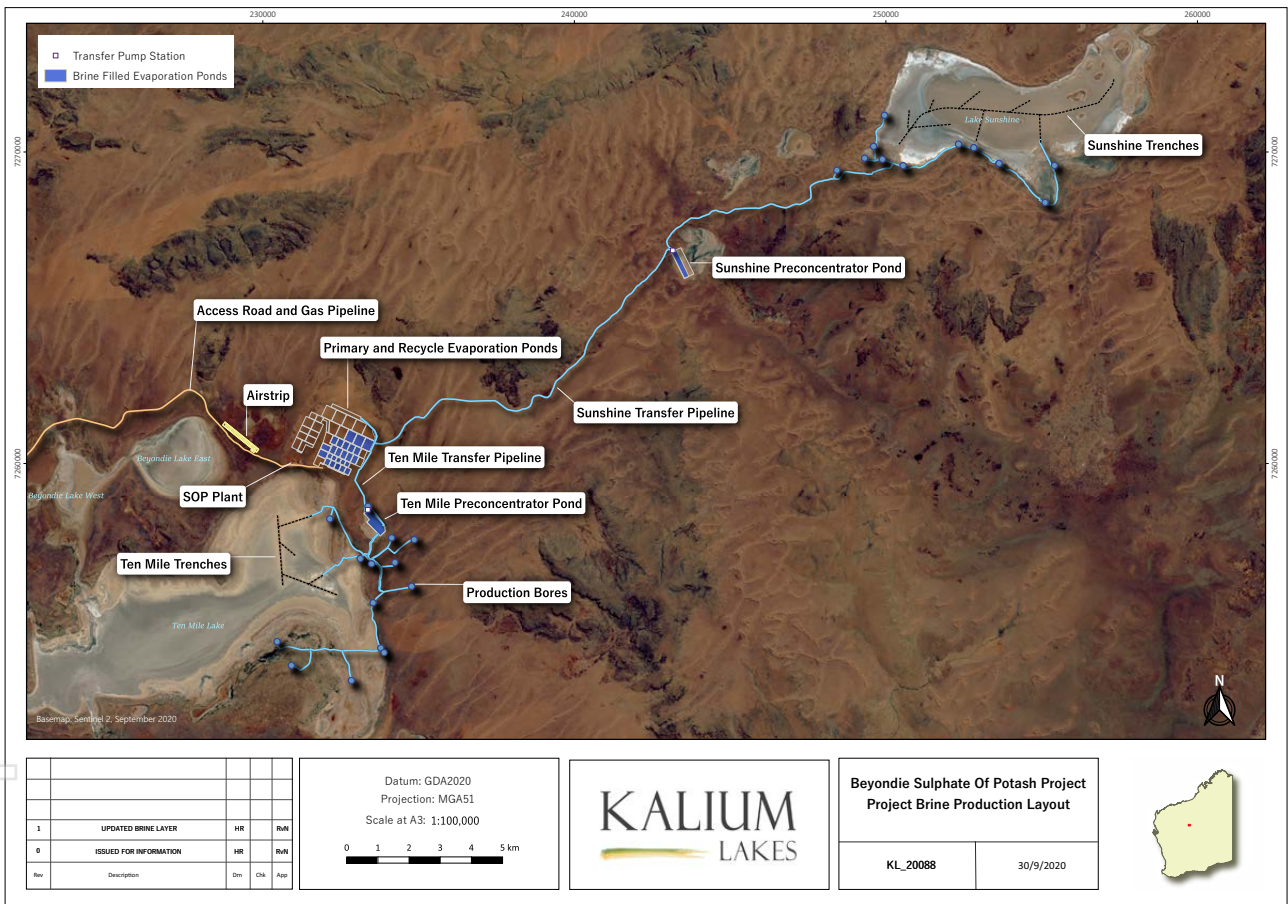 230000
240000
250000
260000
Transfer Pump Station
Brine Filled Evaporation Ponds
7270000
7270000
Lake Sunshine
Sunshine Trenches
Sunshine Preconcentrator Pond
Access Road and Gas Pipeline
Primary and Recycle Evaporation Ponds
Airstrip
Sunshine Transfer Pipeline
Beyondie Lake East
Ten Mile Transfer Pipeline
7260000
7260000
Beyondie Lake West
SOP Plant
Ten Mile Preconcentrator Pond
Ten Mile Trenches
Production Bores
Ten Mile Lake
N
Basemap: Sentinel 2, September 2020
1 UPDATED BRINE LAYER HR RvN
0 ISSUED FOR INFORMATION HR RvN
Rev Description Drn Chk App
Datum: GDA2020
Projection: MGA51
Scale at A3: 1:100,000
0 1 2 3 4 5 km
KALIUM
LAKES
Beyondie Sulphate Of Potash Project
Project Brine Production Layout
KL_20088
30/9/2020